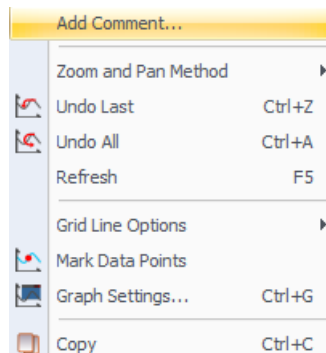 Add Comment...
Zoom and Pan Method
Undo Last Ctrl+Z
Undo All Ctrl+A
Refresh F5
Grid Line Options
Mark Data Points
Graph Settings... Ctrl+G
Copy Ctrl+C